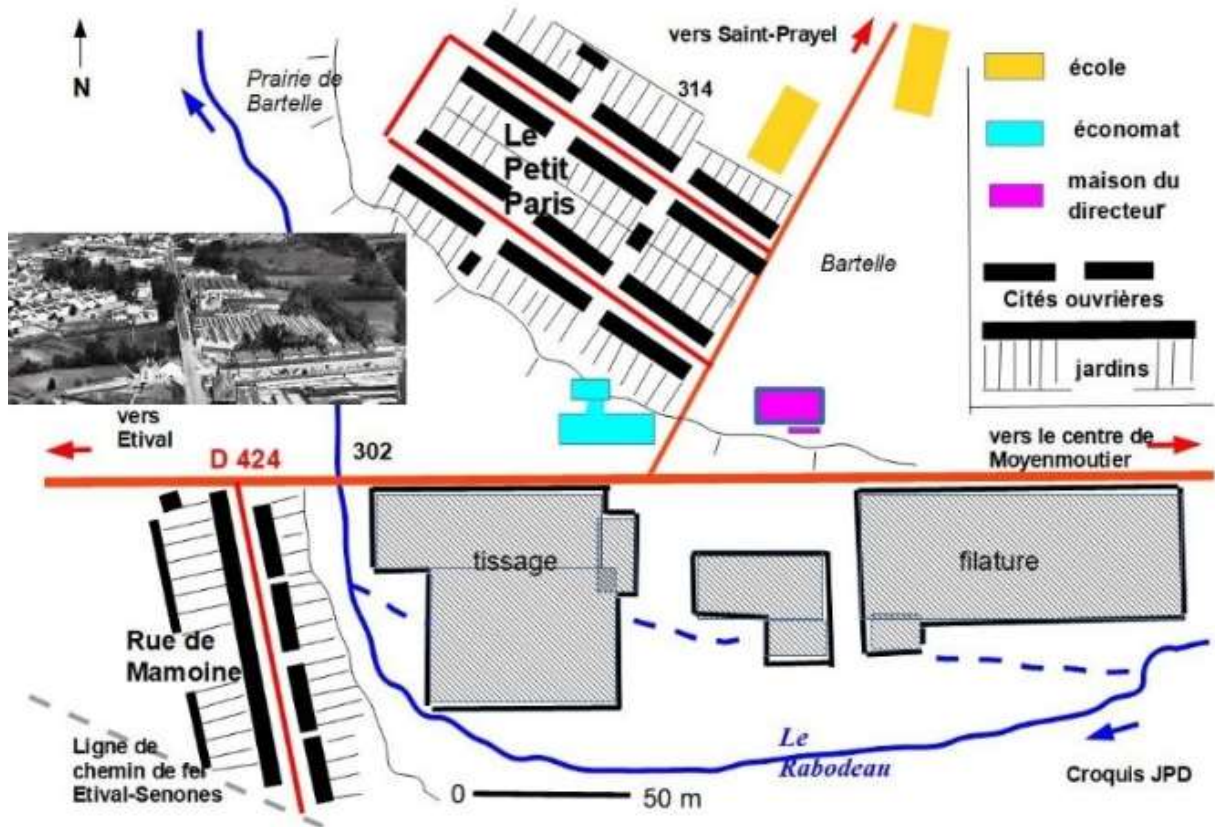 N
Prairie de
Bartelle
vers Saint-Prayel
314
Le
Petit
Paris
Bartelle
école
économat
maison du
directeur
Cités ouvrières
jardins
vers
Etival
D 424
302
vers le centre de
Moyenmoutier
tissage
filature
Rue de
Mamoine
Ligne de
chemin de fer
Etival-Senones
Le
Rabodeau
0 50 m
Croquis JPD